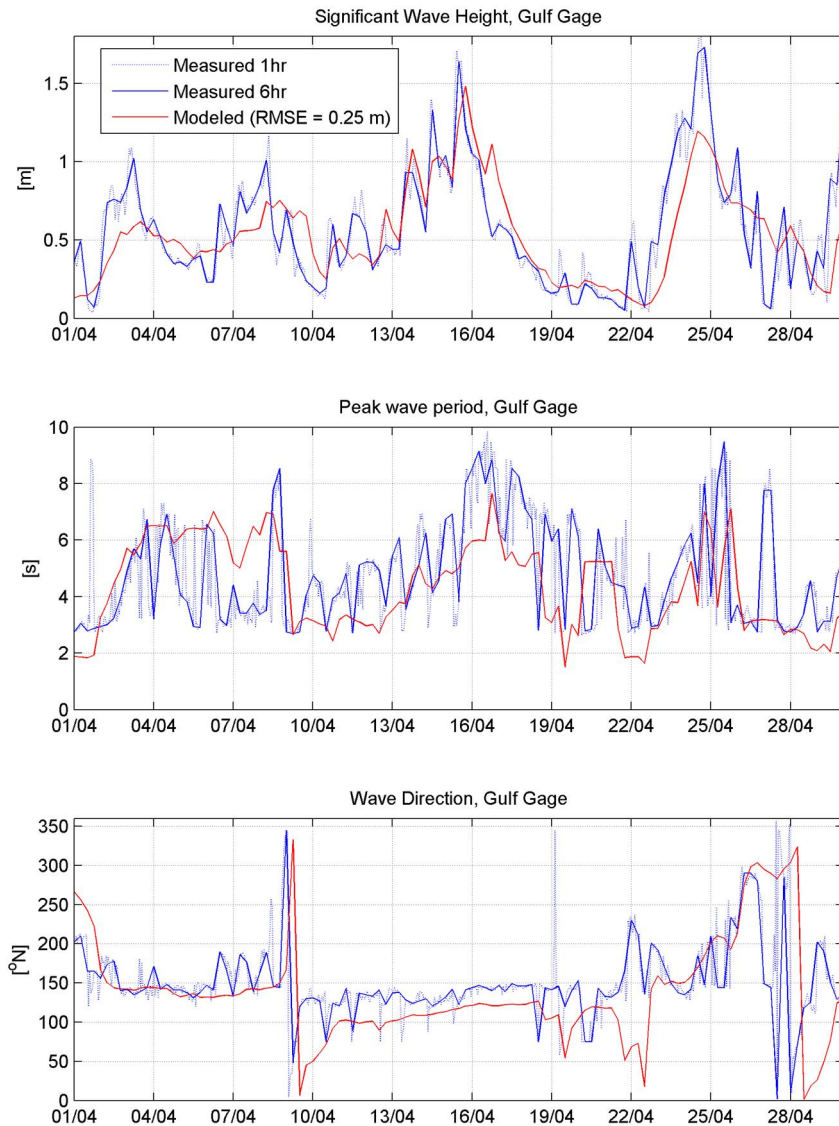 Significant Wave Height, Gulf Gage
Measured 1hr
Measured 6hr
Modeled (RMSE = 0.25 m)
[m]
1.5
1
0.5
0
01/04 04/04 07/04 10/04 13/04 16/04 19/04 22/04 25/04 28/04
Peak wave period, Gulf Gage
[s]
10
8
6
4
2
0
01/04 04/04 07/04 10/04 13/04 16/04 19/04 22/04 25/04 28/04
Wave Direction, Gulf Gage
[°N]
350
300
250
200
150
100
50
0
01/04 04/04 07/04 10/04 13/04 16/04 19/04 22/04 25/04 28/04